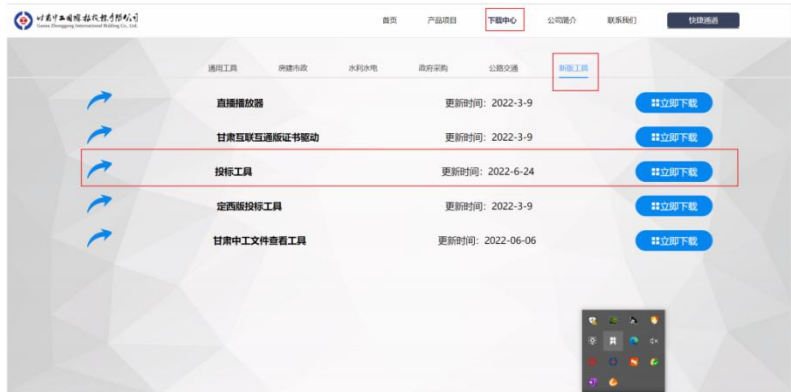 甘肃中工国际招投标有限公司
首页 产品项目 下载中心 公司简介 联系我们 快捷通道
通用工具 房建市政 水利水电 政府采购 公路交通 新版工具
直播播放器 更新时间：2022-3-9 立即下载
甘肃互联互通版证书驱动 更新时间：2022-3-9 立即下载
投标工具 更新时间：2022-6-24 立即下载
定西版投标工具 更新时间：2022-3-9 立即下载
甘肃中工文件查看工具 更新时间：2022-06-06 立即下载